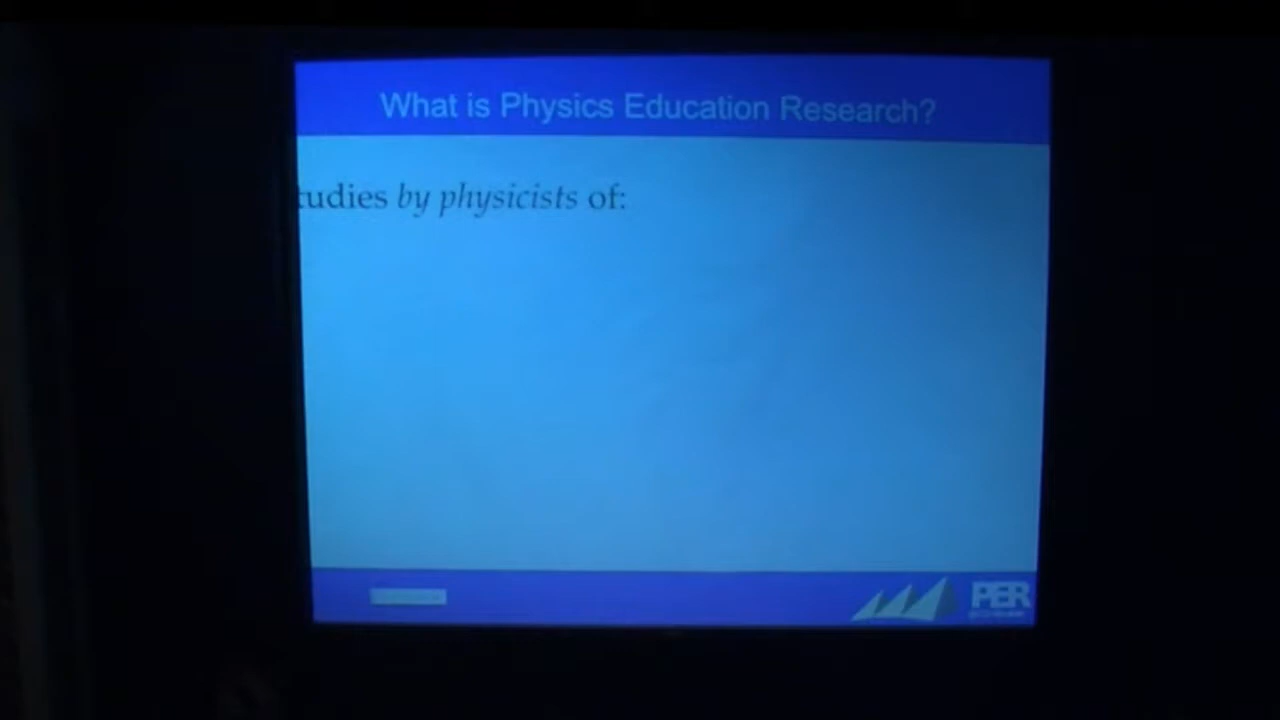 What is Physics Education Research?
tudies by physicists of:
PER